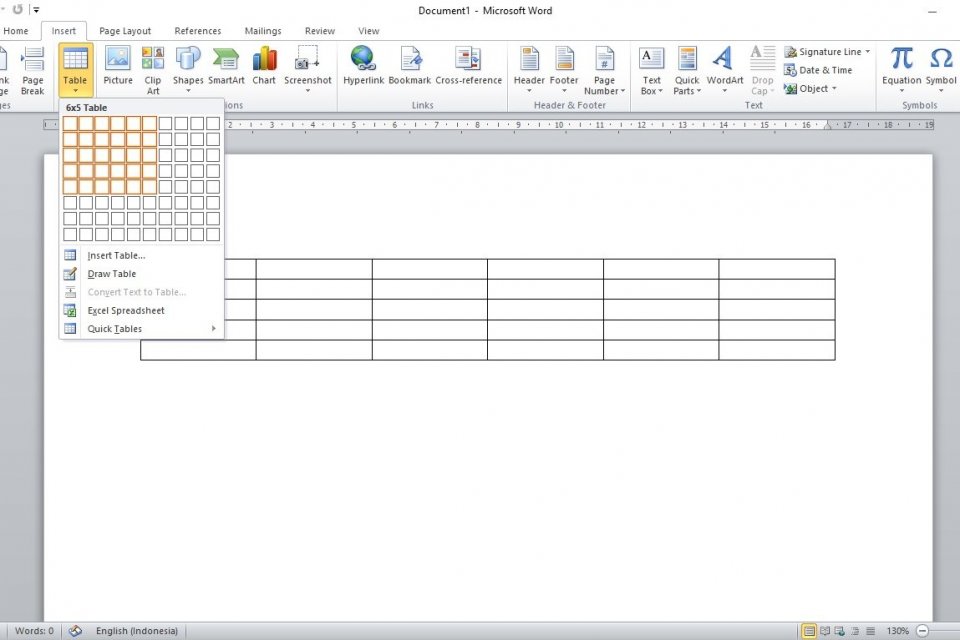 Document1 - Microsoft Word
Home Insert Page Layout References Mailings Review View
Page Break
Table
Picture
Clip Art
Shapes
SmartArt
Chart
Screenshot
Hyperlink
Bookmark
Cross-reference
Header
Footer
Page Number
Text Box
Quick Parts
WordArt
Drop Cap
Signature Line
Date & Time
Object
Equation
Symbol
Links
Header & Footer
Text
Symbols
6x5 Table
2 3 4 5 6 7 8 9 10 11 12 13 14 15 16 17 18 19
Insert Table...
Draw Table
Convert Text to Table...
Excel Spreadsheet
Quick Tables
Words: 0
English (Indonesia)
130%